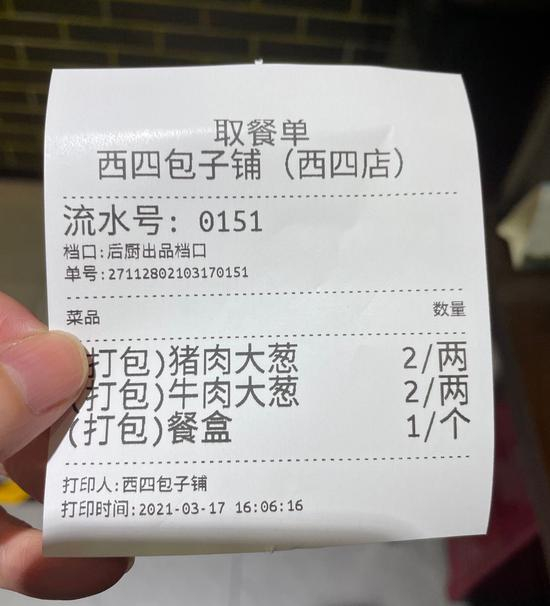 取餐单
西四包子铺（西四店）
流水号: 0151
档口:后厨出品档口
单号:27112802103170151
菜品 数量
打包)猪肉大葱 2/两
(打包)牛肉大葱 2/两
(打包)餐盒 1/个
打印人:西四包子铺
打印时间:2021-03-17 16:06:16